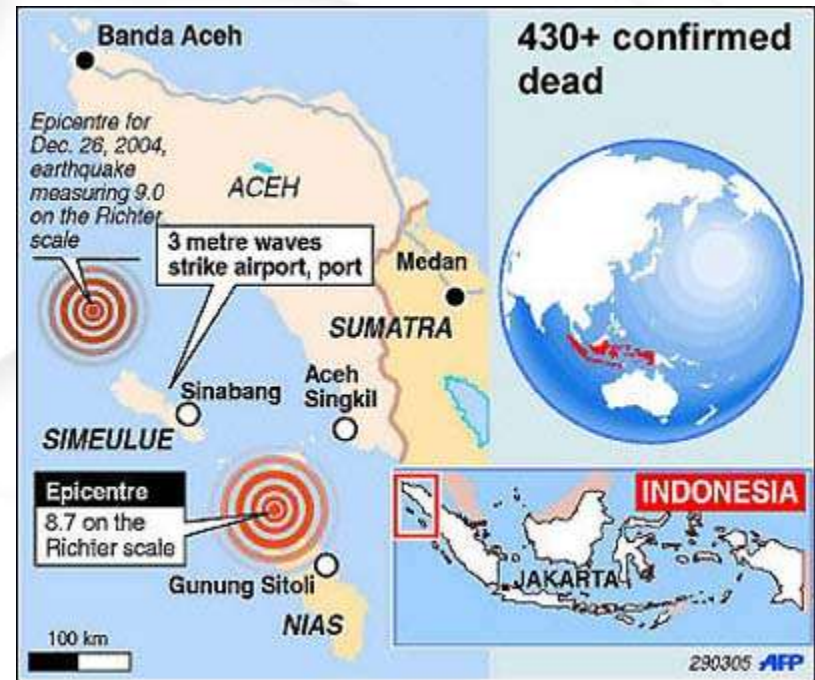 Banda Aceh
430+ confirmed
dead
Epicentre for
Dec. 26, 2004,
earthquake
measuring 9.0
on the Richter
scale
ACEH
3 metre waves
strike airport, port
Medan
SUMATRA
Sinabang
Aceh
Singkil
SIMEULUE
Epicentre
8.7 on the
Richter scale
Gunung Sitoli
NIAS
100 km
INDONESIA
JAKARTA
290305 AFP